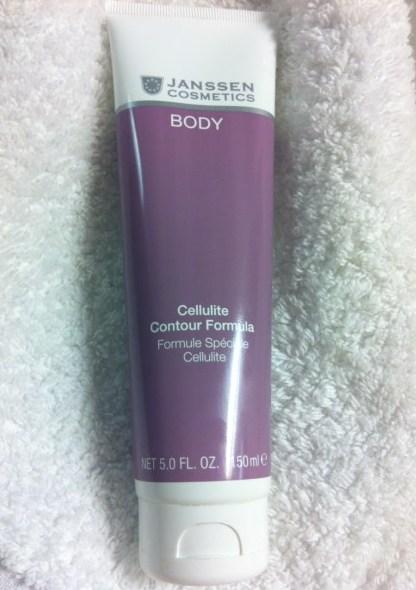 JANSSEN
COSMETICS
BODY
Cellulite
Contour Formula
Formule Spéciale
Cellulite
NET 5.0 FL. OZ. 150ml ℮